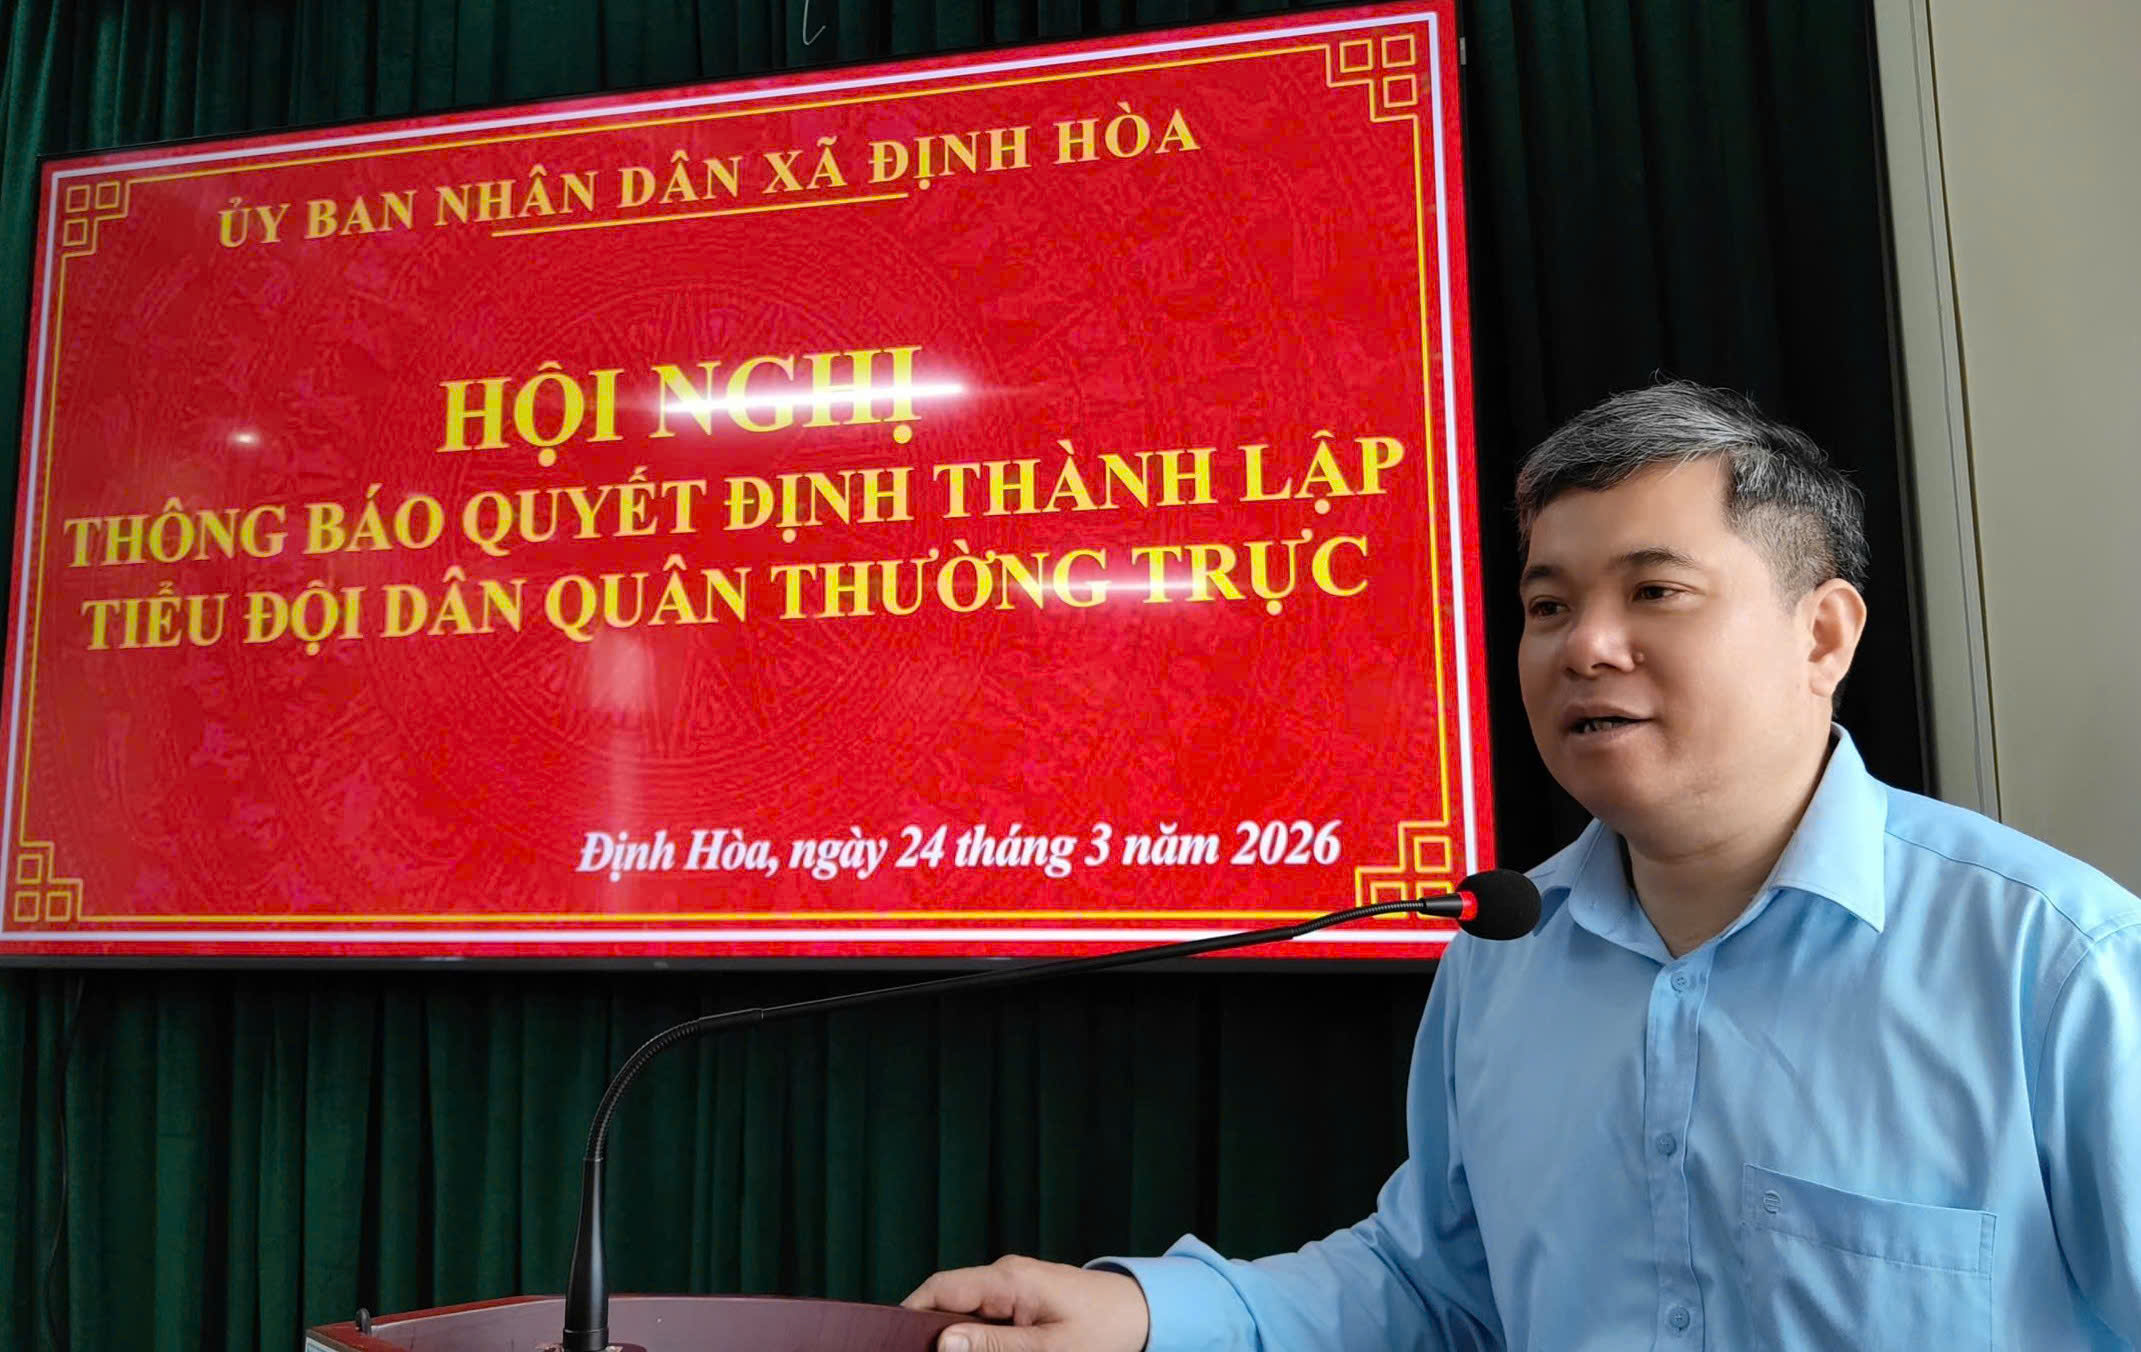 ỦY BAN NHÂN DÂN XÃ ĐỊNH HÒA
HỘI NGHỊ
THÔNG BÁO QUYẾT ĐỊNH THÀNH LẬP
TIỂU ĐỘI DÂN QUÂN THƯỜNG TRỰC
Định Hòa, ngày 24 tháng 3 năm 2026